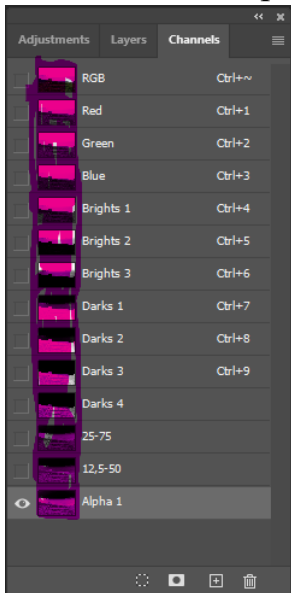 Adjustments Layers Channels
RGB Ctrl+~
Red Ctrl+1
Green Ctrl+2
Blue Ctrl+3
Brights 1 Ctrl+4
Brights 2 Ctrl+5
Brights 3 Ctrl+6
Darks 1 Ctrl+7
Darks 2 Ctrl+8
Darks 3 Ctrl+9
Darks 4
25-75
12,5-50
Alpha 1